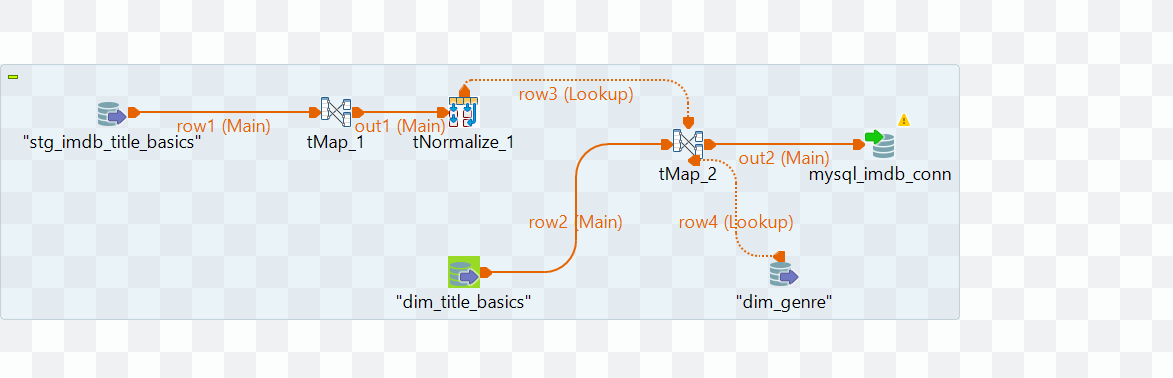 row3 (Lookup)
row1 (Main)
out1 (Main)
"stg_imdb_title_basics"
tMap_1
tNormalize_1
out2 (Main)
tMap_2
mysql_imdb_conn
row2 (Main)
row4 (Lookup)
"dim_title_basics"
"dim_genre"